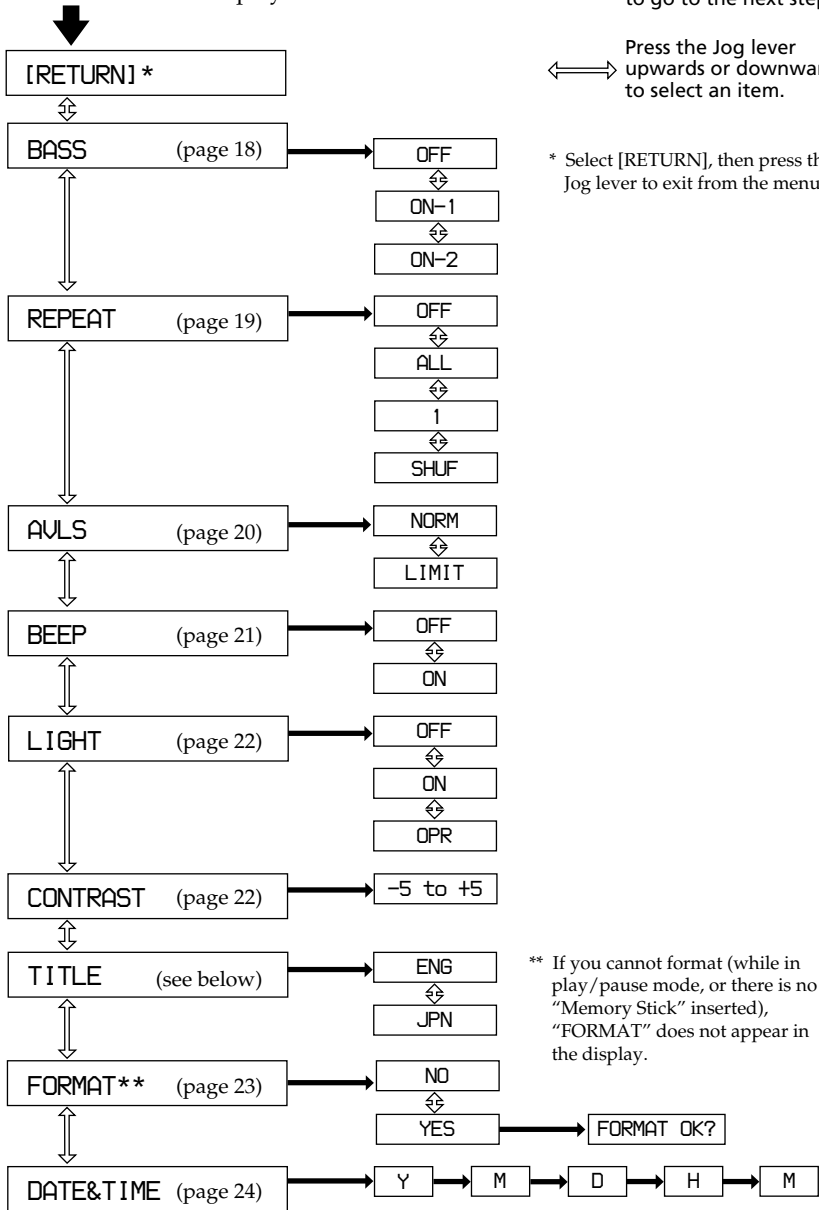 to go to the next step
Press the Jog lever
upwards or
to select an item.
[RETURN]*
* Select [RETURN], then press
Jog lever to exit from the menu
BASS (page 18)
OFF
ON-1
ON-2
REPEAT (page 19)
OFF
ALL
1
SHUF
AVLS (page 20)
NORM
LIMIT
BEEP (page 21)
OFF
ON
LIGHT (page 22)
OFF
ON
OPR
CONTRAST (page 22)
-5 to +5
TITLE (see below)
ENG
JPN
** If you cannot format (while in
play/pause mode, or there is no
“Memory Stick” inserted),
“FORMAT” does not appear in
the display.
FORMAT** (page 23)
NO
YES
FORMAT OK?
DATE&TIME (page 24)
Y M D H M